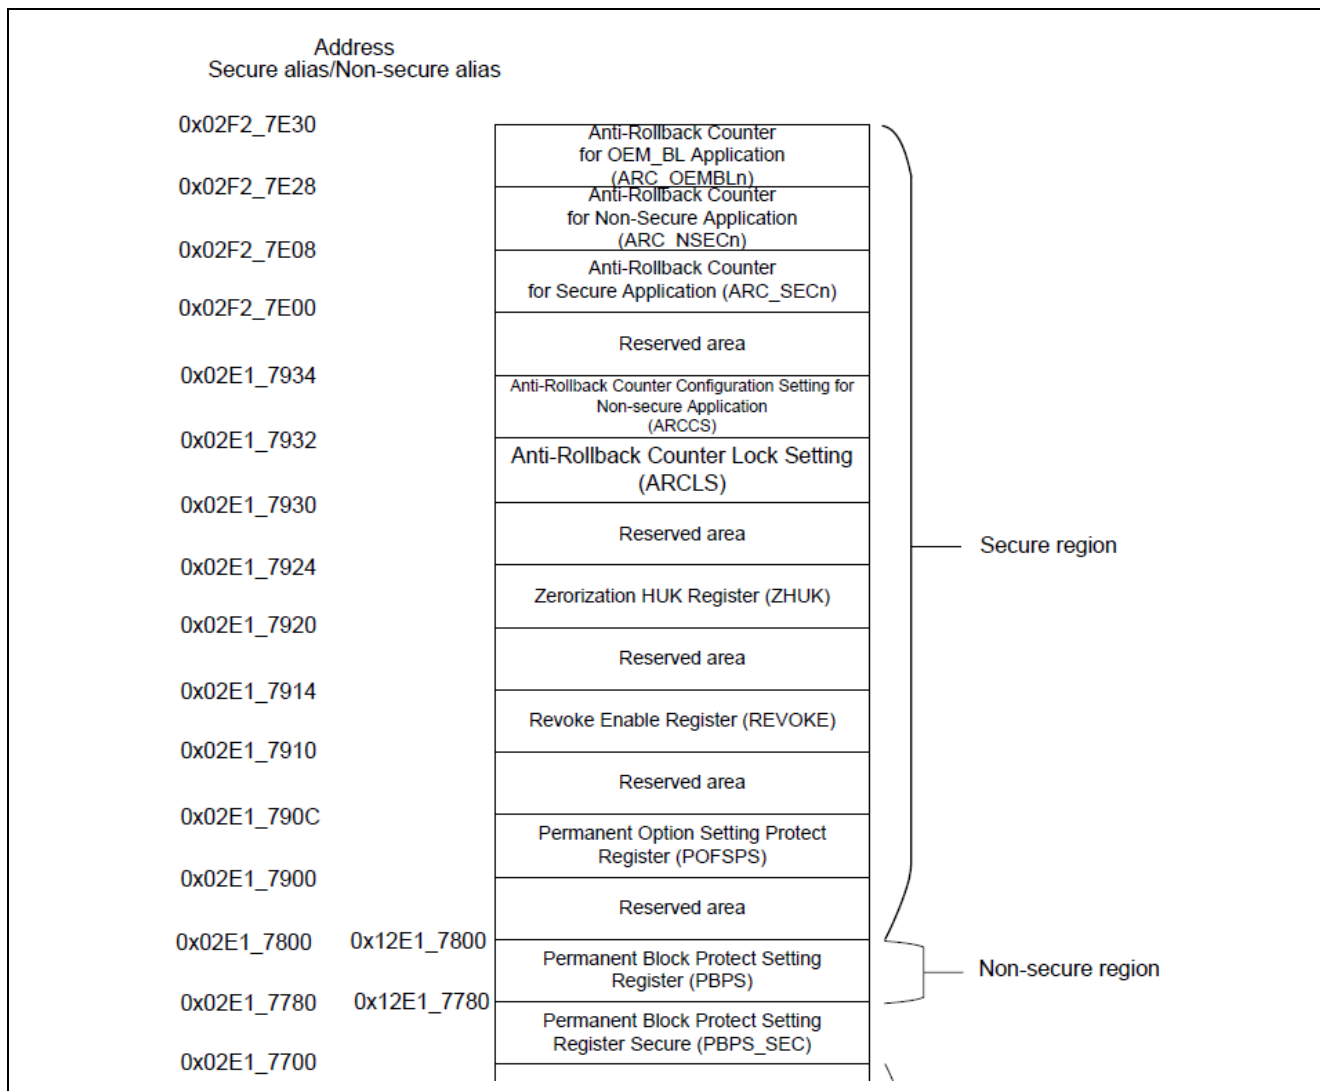 Address
Secure alias/Non-secure alias
0x02F2_7E30
Anti-Rollback Counter
for OEM_BL Application
(ARC_OEMBLn)
0x02F2_7E28
Anti-Rollback Counter
for Non-Secure Application
(ARC_NSECn)
0x02F2_7E08
Anti-Rollback Counter
for Secure Application (ARC_SECn)
0x02F2_7E00
Reserved area
0x02E1_7934
Anti-Rollback Counter Configuration Setting for
Non-secure Application
(ARCCS)
0x02E1_7932
Anti-Rollback Counter Lock Setting
(ARCLS)
0x02E1_7930
Reserved area
Secure region
0x02E1_7924
Zerorization HUK Register (ZHUK)
0x02E1_7920
Reserved area
0x02E1_7914
Revoke Enable Register (REVOKE)
0x02E1_7910
Reserved area
0x02E1_790C
Permanent Option Setting Protect
Register (POFSPS)
0x02E1_7900
Reserved area
0x02E1_7800 0x12E1_7800
Permanent Block Protect Setting
Register (PBPS)
Non-secure region
0x02E1_7780 0x12E1_7780
Permanent Block Protect Setting
Register Secure (PBPS_SEC)
0x02E1_7700